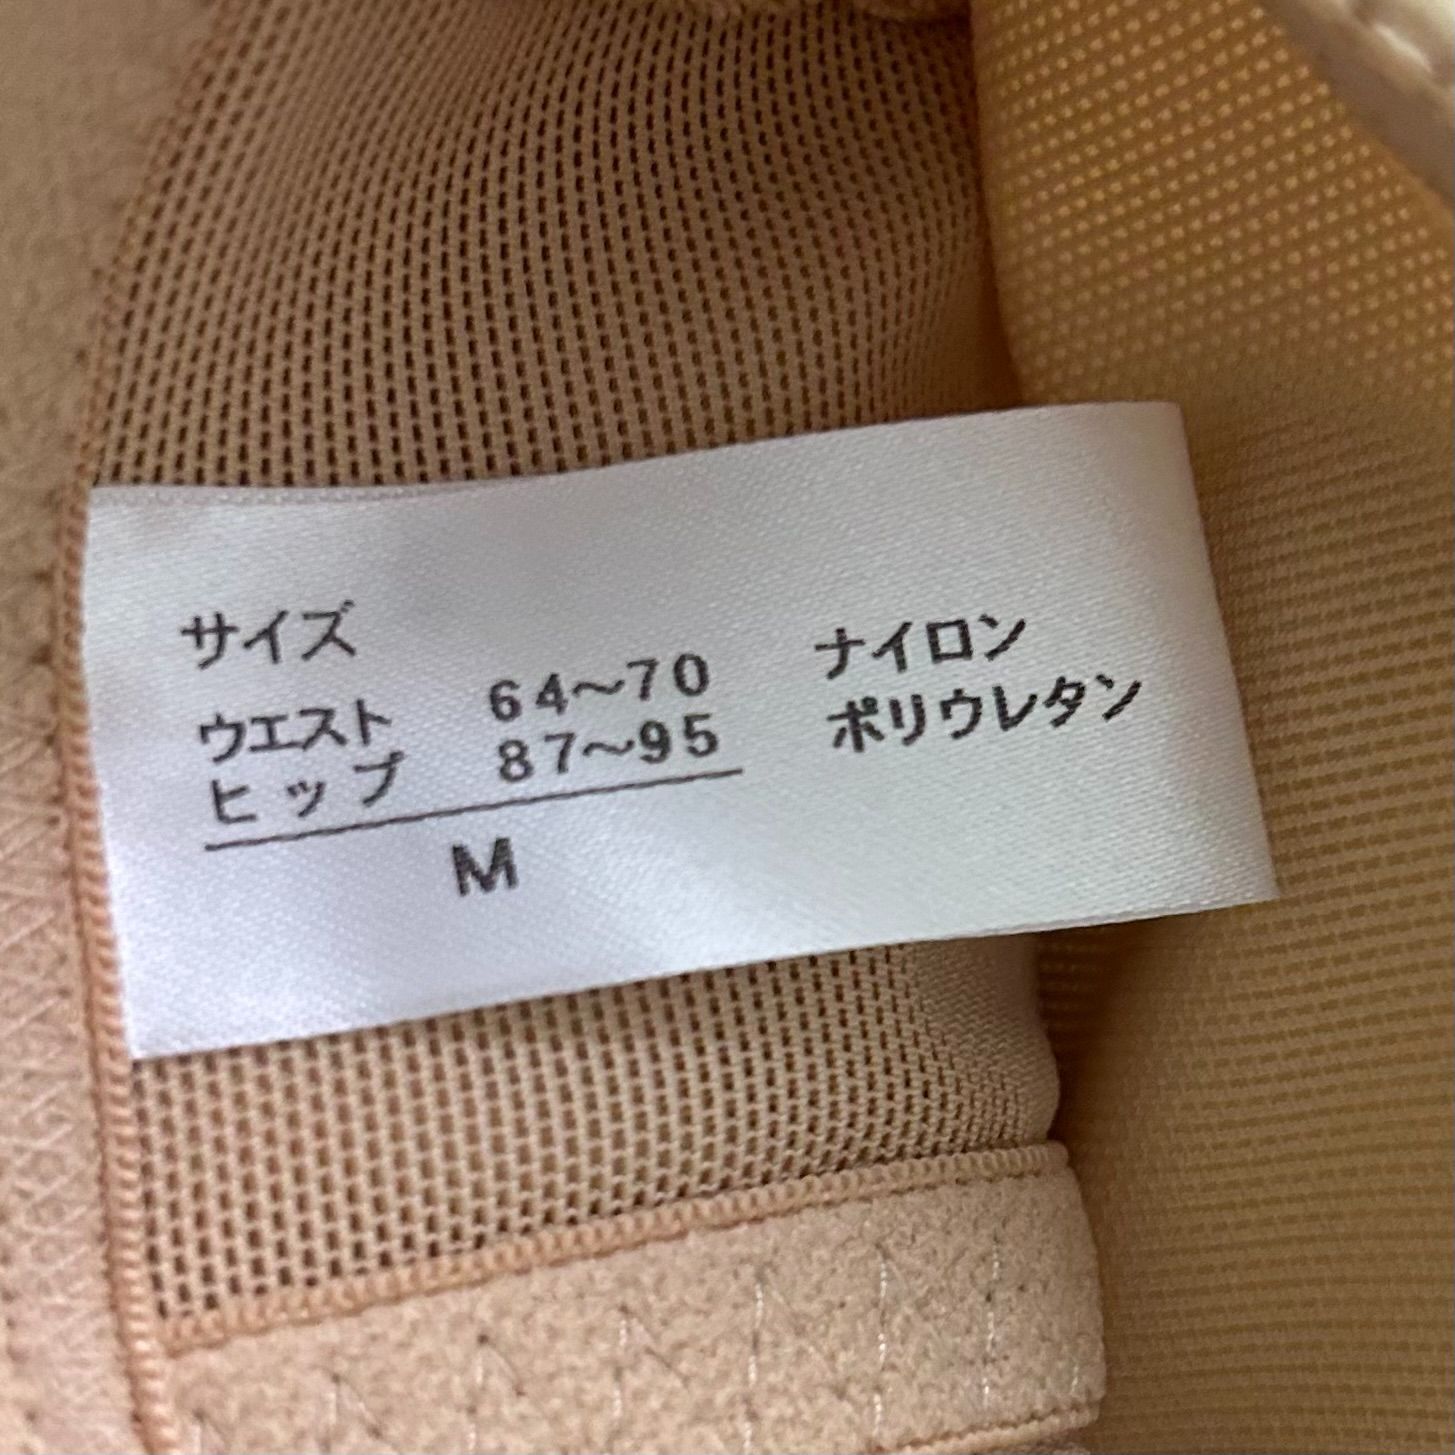 サイズ
ウエスト 64〜70
ヒップ 87〜95
M
ナイロン
ポリウレタン